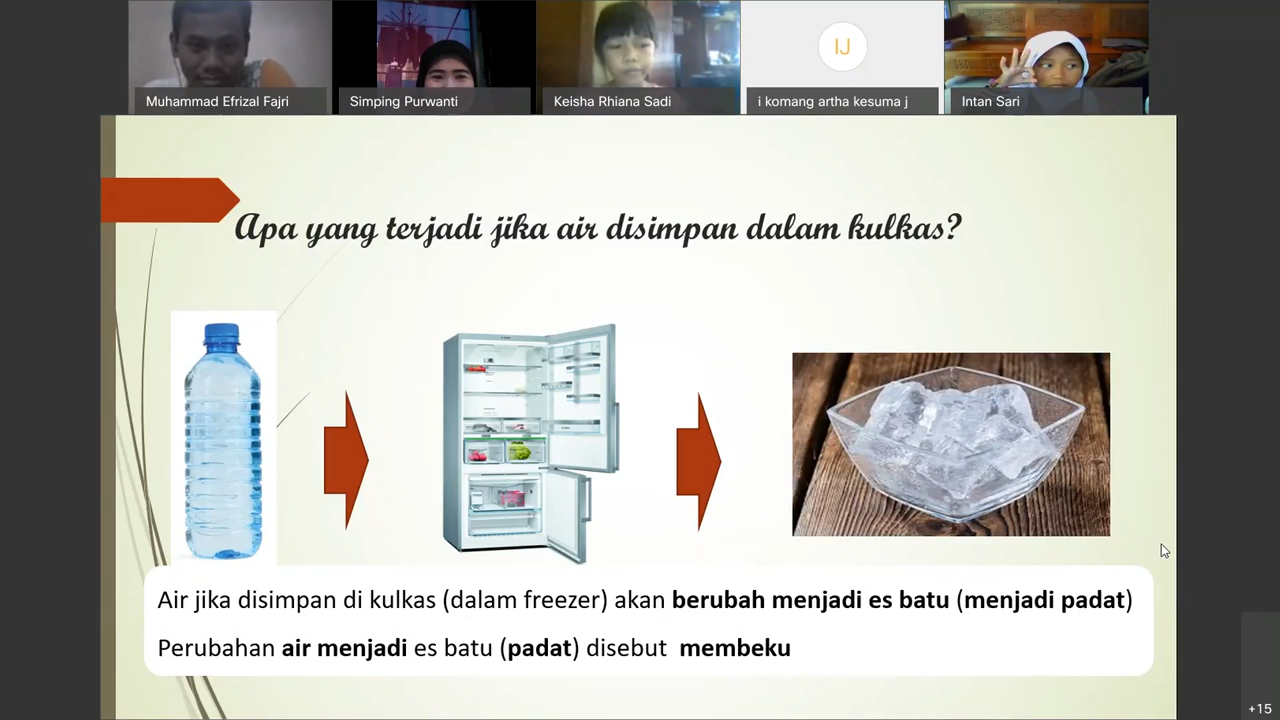 Muhammad Efrizal Fajri
Simping Purwanti
Keisha Rhiana Sadi
IJ
i komang artha kesuma j
Intan Sari
Apa yang terjadi jika air disimpan dalam kulkas?
Air jika disimpan di kulkas (dalam freezer) akan berubah menjadi es batu (menjadi padat)
Perubahan air menjadi es batu (padat) disebut membeku
+15